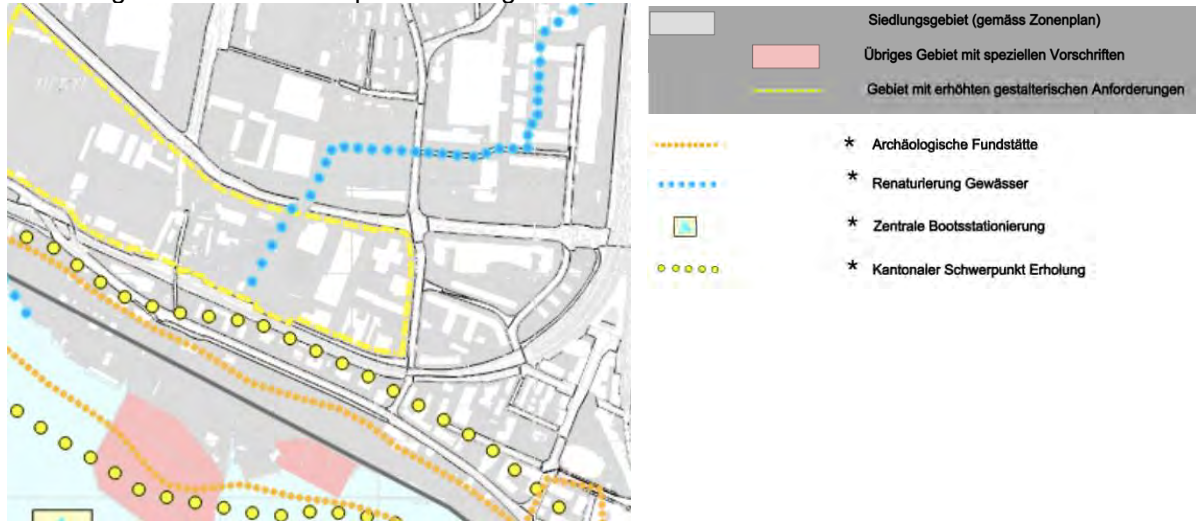 Siedlungsgebiet (gemäss Zonenplan)
Übriges Gebiet mit speziellen Vorschriften
Gebiet mit erhöhten gestalterischen Anforderungen
* Archäologische Fundstätte
* Renaturierung Gewässer
* Zentrale Bootsstationierung
* Kantonaler Schwerpunkt Erholung